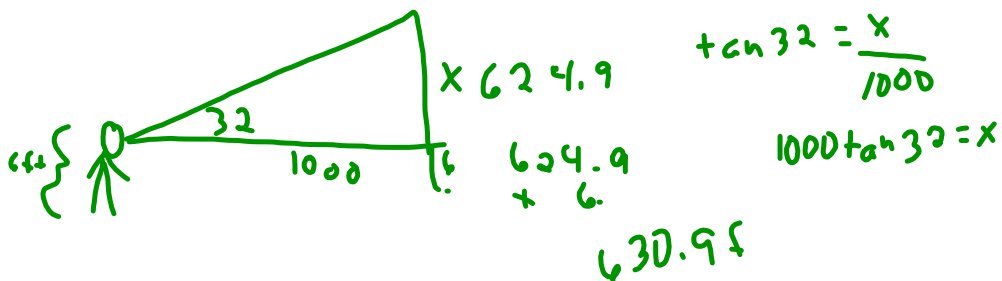 tan 32 = x
1000
x 624.9
32
6ft
1000
6
1000 tan 32 = x
624.9
+ 6.
630.9 f